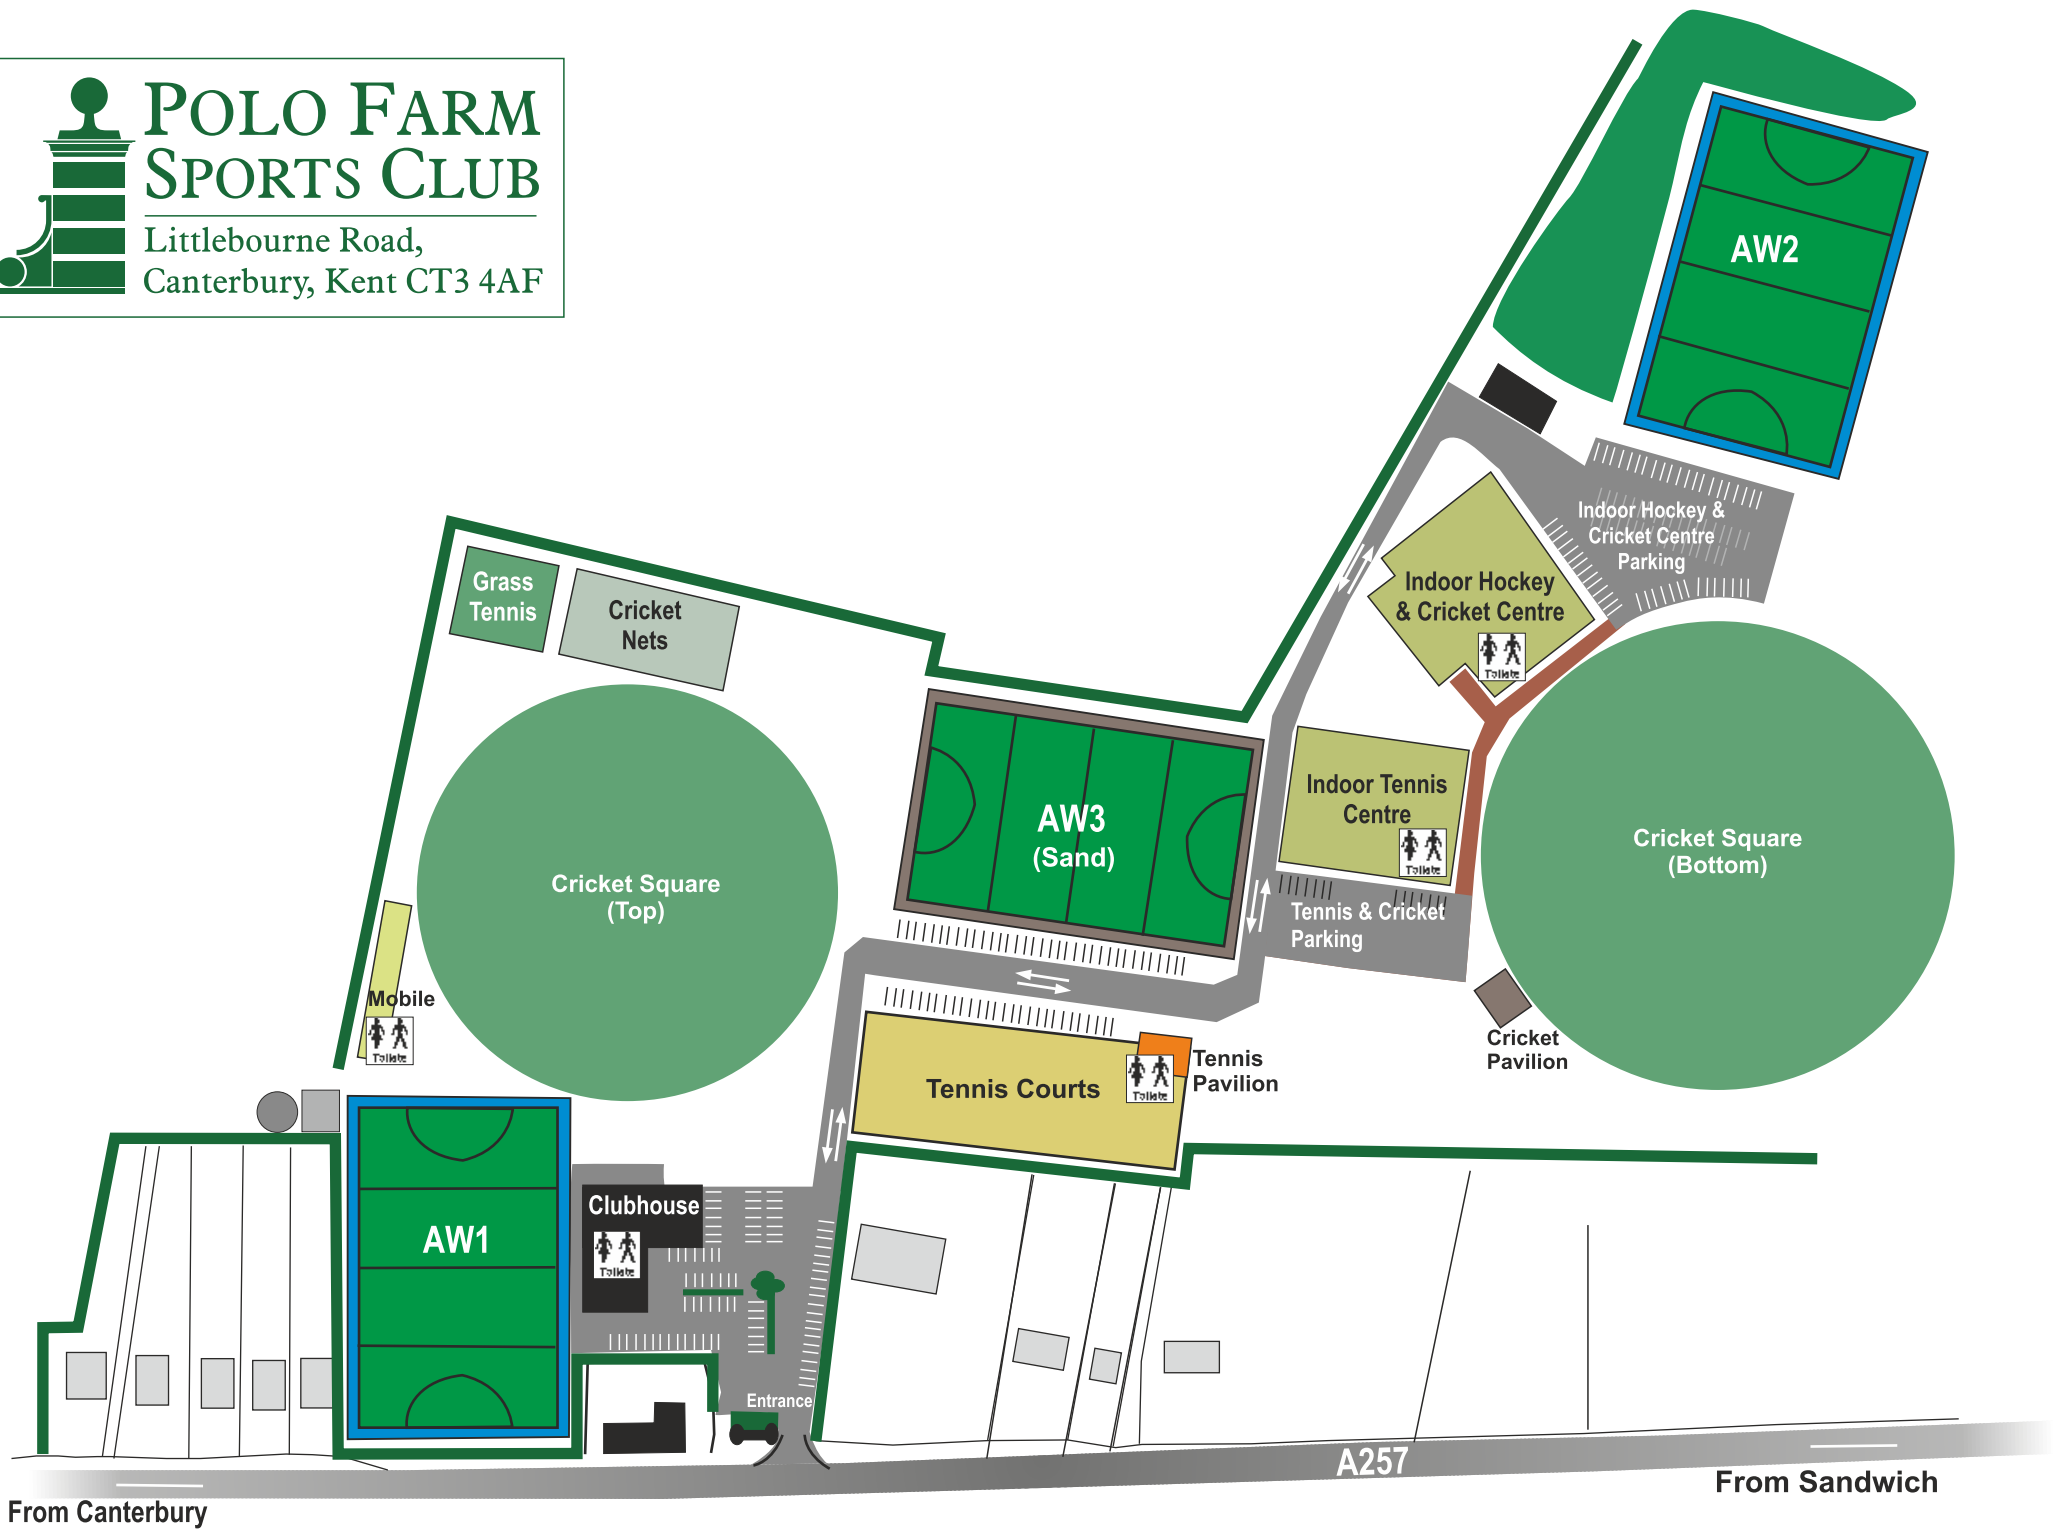 POLO FARM
SPORTS CLUB
Littlebourne Road,
Canterbury, Kent CT3 4AF
AW2
Indoor Hockey &
Cricket Centre
Parking
Grass
Tennis
Cricket
Nets
Indoor Hockey
& Cricket Centre
Toilets
AW3
(Sand)
Indoor Tennis
Centre
Toilets
Cricket Square
(Bottom)
Cricket Square
(Top)
Tennis & Cricket
Parking
Mobile
Toilets
Cricket
Pavilion
Tennis Courts
Toilets
Tennis
Pavilion
Clubhouse
Toilets
AW1
Entrance
A257
From Sandwich
From Canterbury